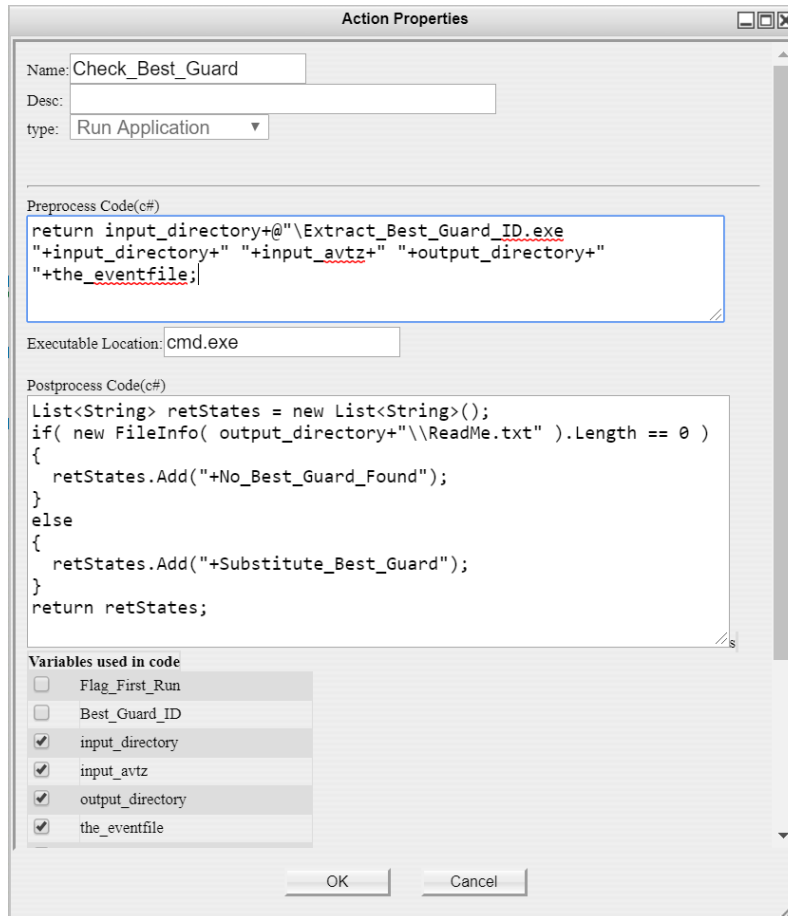 Action Properties
Name: Check_Best_Guard
Desc:
type: Run Application
Preprocess Code(c#)
return input_directory+@"\Extract_Best_Guard_ID.exe
"+input_directory+" "+input_avtz+" "+output_directory+"
"+the_eventfile;
Executable Location: cmd.exe
Postprocess Code(c#)
List<String> retStates = new List<String>();
if( new FileInfo( output_directory+"\\ReadMe.txt" ).Length == 0 )
{
  retStates.Add("+No_Best_Guard_Found");
}
else
{
  retStates.Add("+Substitute_Best_Guard");
}
return retStates;
s
Variables used in code
Flag_First_Run
Best_Guard_ID
input_directory
input_avtz
output_directory
the_eventfile
OK Cancel